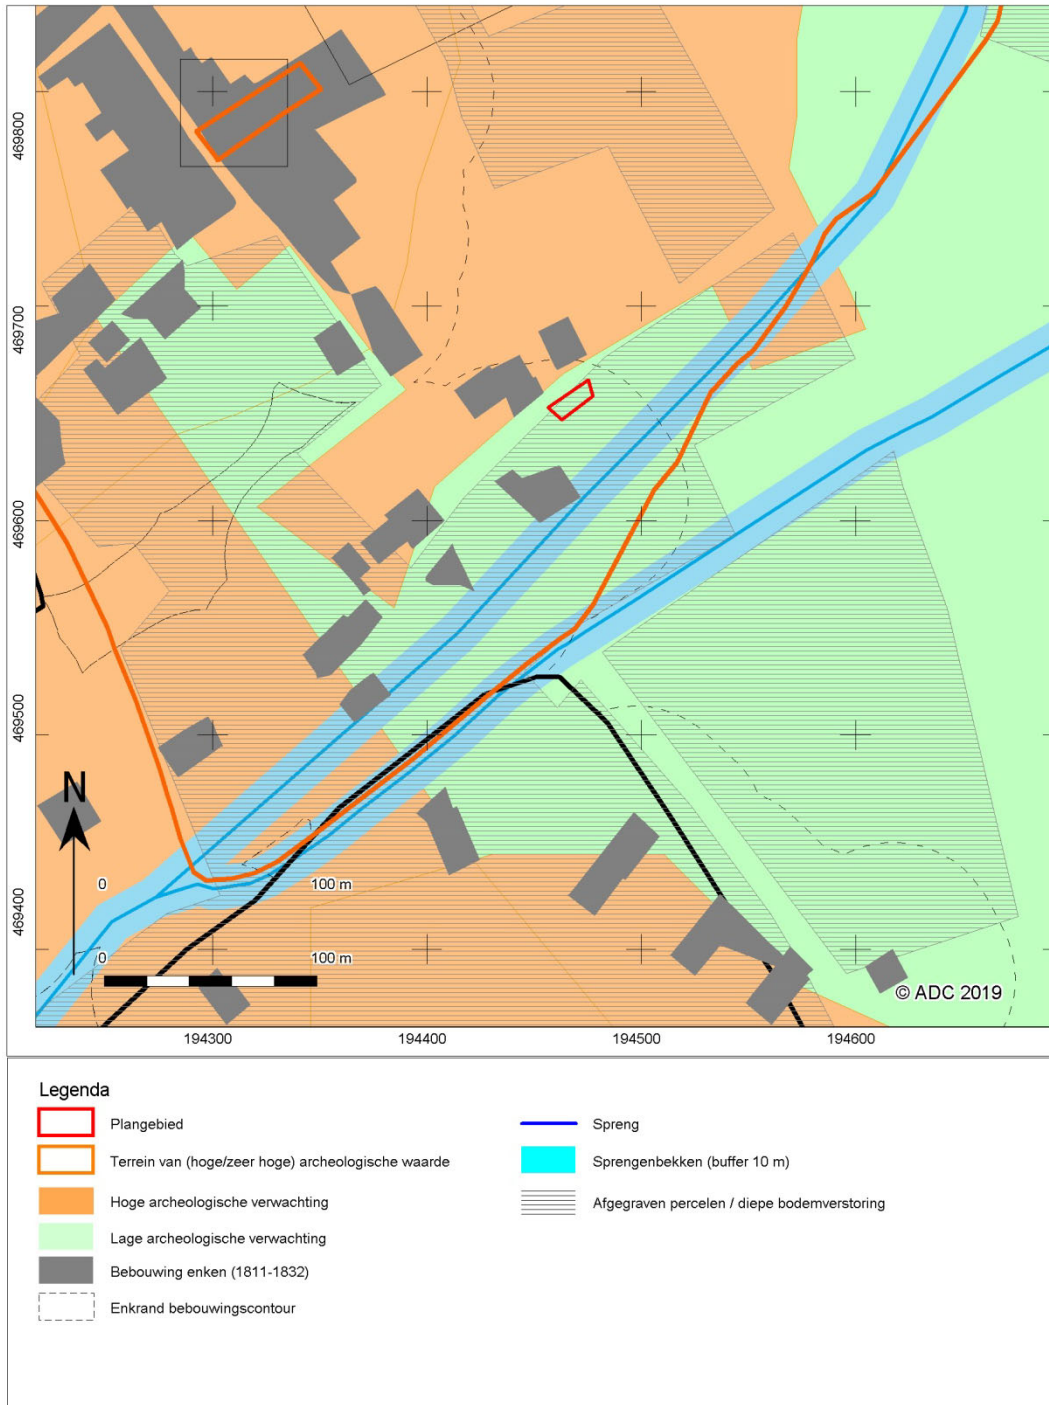 469800
469700
469600
469500
469400
N
0 100 m
0 100 m
© ADC 2019
194300 194400 194500 194600
Legenda
Plangebied
Terrein van (hoge/zeer hoge) archeologische waarde
Hoge archeologische verwachting
Lage archeologische verwachting
Bebouwing enken (1811-1832)
Enkrand bebouwingscontour
Spreng
Sprengenbekken (buffer 10 m)
Afgegraven percelen / diepe bodemverstoring